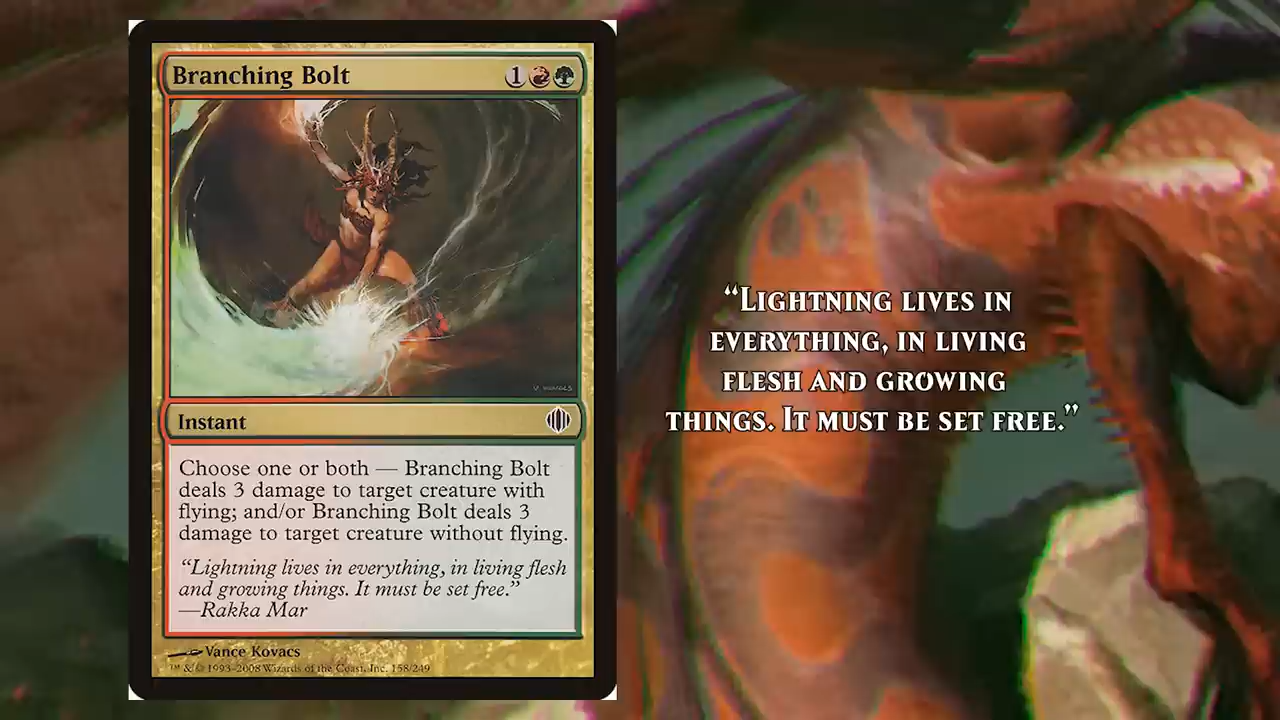 Branching Bolt 1
Instant
Choose one or both — Branching Bolt
deals 3 damage to target creature with
flying; and/or Branching Bolt deals 3
damage to target creature without flying.
“Lightning lives in everything, in living flesh
and growing things. It must be set free.”
—Rakka Mar
Vance Kovacs
™ & © 1993–2008 Wizards of the Coast, Inc. 158/249
“Lightning lives in
everything, in living
flesh and growing
things. It must be set free.”